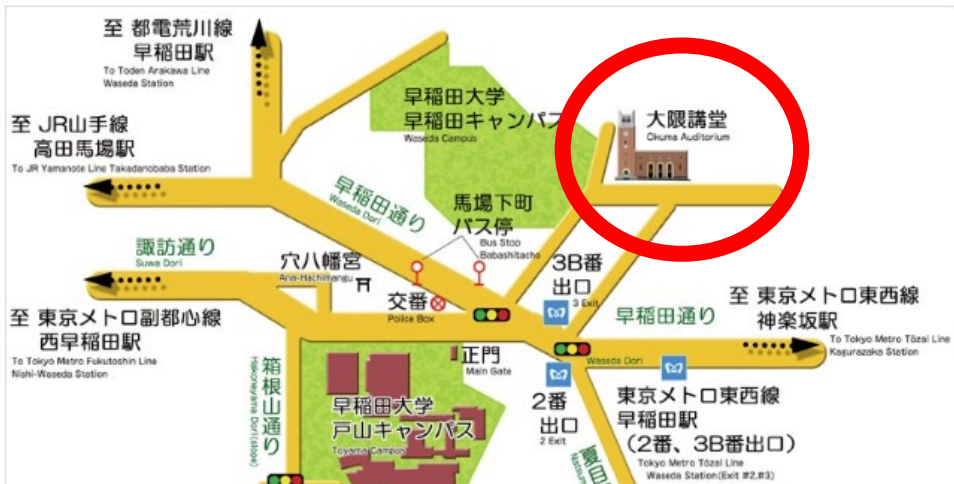 至 都電荒川線
早稲田駅
To Toden Arakawa Line
Waseda Station
至 JR山手線
高田馬場駅
To JR Yamanote Line Takadanobaba Station
早稲田大学
早稲田キャンパス
Waseda Campus
大隈講堂
Okuma Auditorium
早稲田通り
Waseda Dori
馬場下町
バス停
Bus Stop
Babashitacho
諏訪通り
Suwa Dori
穴八幡宮
Ana-Hachimangu
交番
Police Box
3B番
出口
3 Exit
早稲田通り
Waseda Dori
至 東京メトロ東西線
神楽坂駅
To Tokyo Metro Tōzai Line
Kagurazaka Station
至 東京メトロ副都心線
西早稲田駅
To Tokyo Metro Fukutoshin Line
Nishi-Waseda Station
箱根山通り
Hakoneyama Dori(slope)
正門
Main Gate
早稲田大学
戸山キャンパス
Toyama Campus
2番
出口
2 Exit
東京メトロ東西線
早稲田駅
(2番、3B番出口)
Tokyo Metro Tōzai Line
Waseda Station(Exit #2,#3)